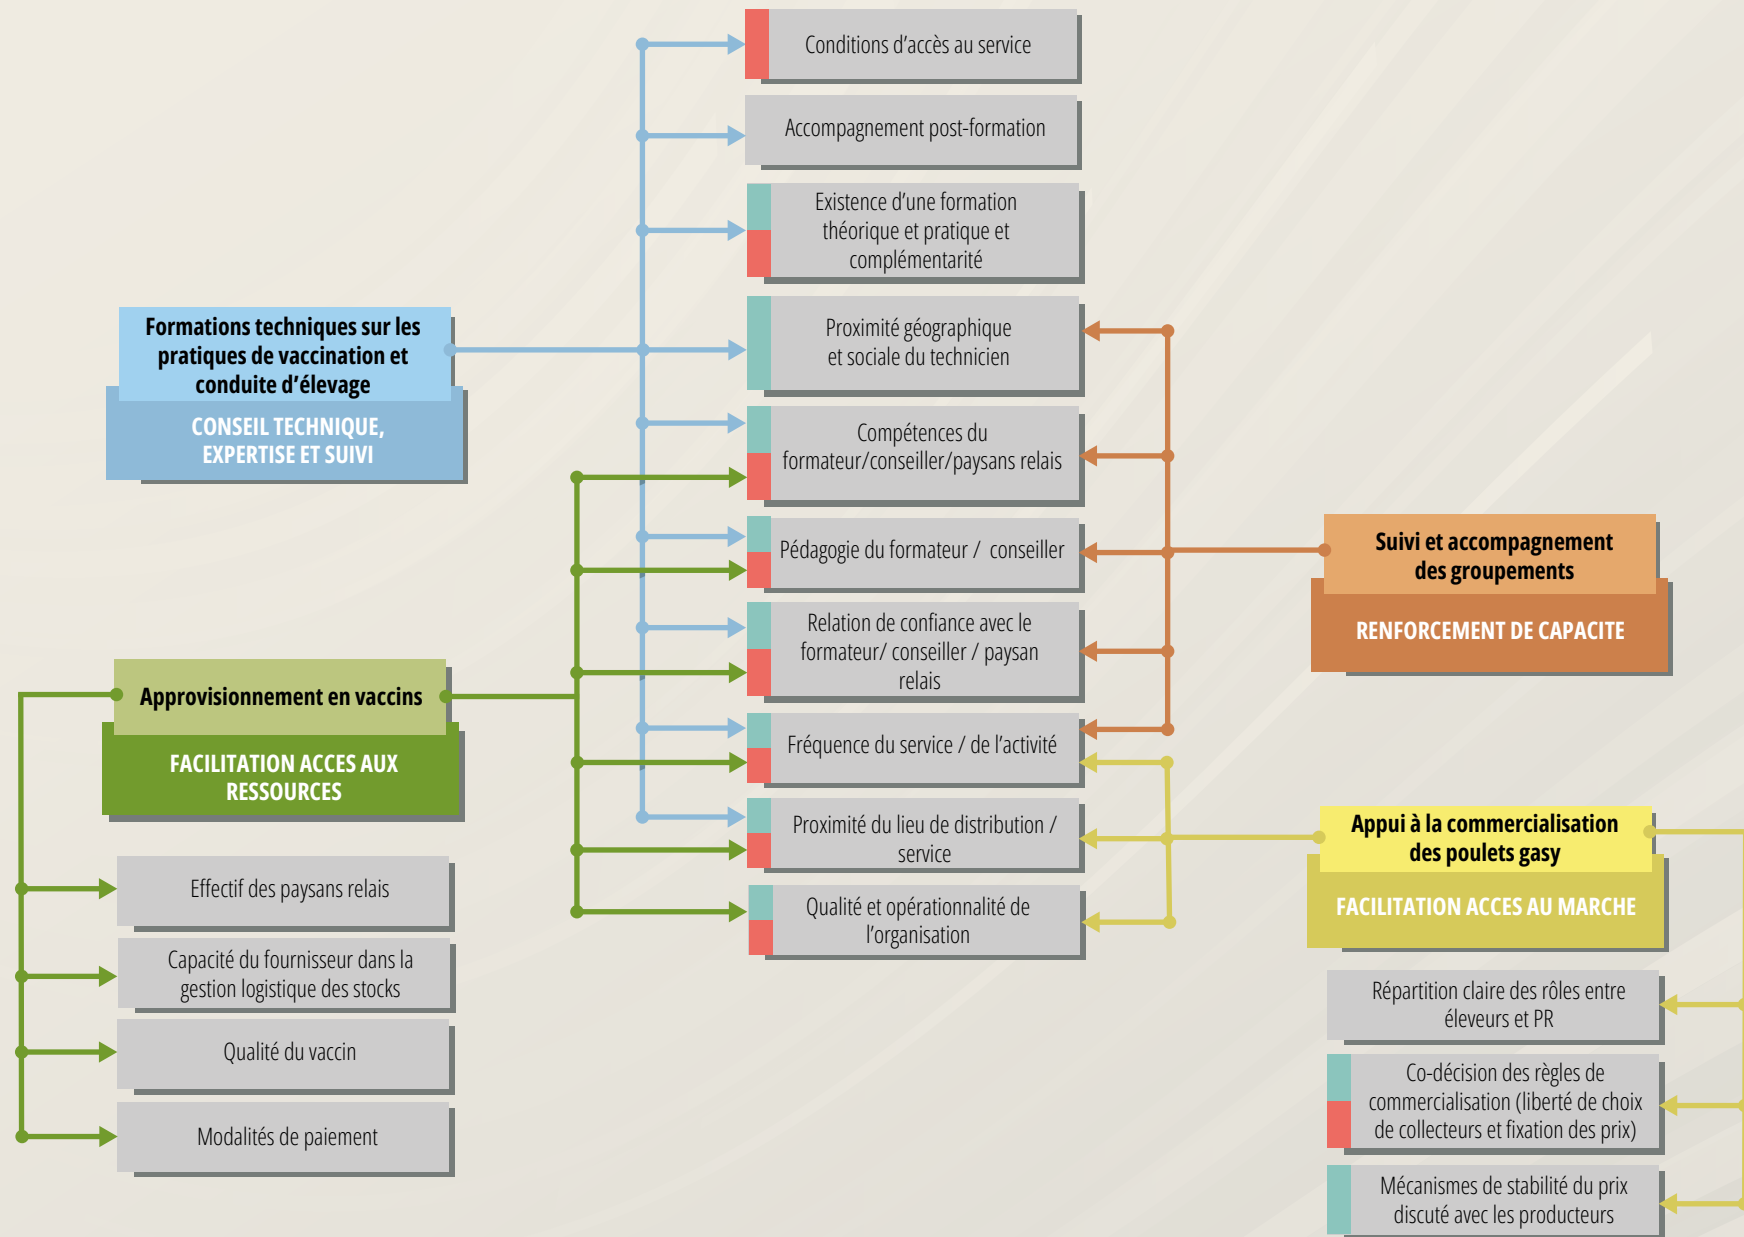 Conditions d'accès au service
Accompagnement post-formation
Existence d'une formation
théorique et pratique et
complémentarité
Proximité géographique
et sociale du technicien
Compétences du
formateur/conseiller/paysans relais
Pédagogie du formateur / conseiller
Relation de confiance avec le
formateur/ conseiller / paysan
relais
Fréquence du service / de l'activité
Proximité du lieu de distribution /
service
Qualité et opérationnalité de
l'organisation
Formations techniques sur les
pratiques de vaccination et
conduite d'élevage
CONSEIL TECHNIQUE,
EXPERTISE ET SUIVI
Approvisionnement en vaccins
FACILITATION ACCES AUX
RESSOURCES
Effectif des paysans relais
Capacité du fournisseur dans la
gestion logistique des stocks
Qualité du vaccin
Modalités de paiement
Suivi et accompagnement
des groupements
RENFORCEMENT DE CAPACITE
Appui à la commercialisation
des poulets gasy
FACILITATION ACCES AU MARCHE
Répartition claire des rôles entre
éleveurs et PR
Co-décision des règles de
commercialisation (liberté de choix
de collecteurs et fixation des prix)
Mécanismes de stabilité du prix
discuté avec les producteurs